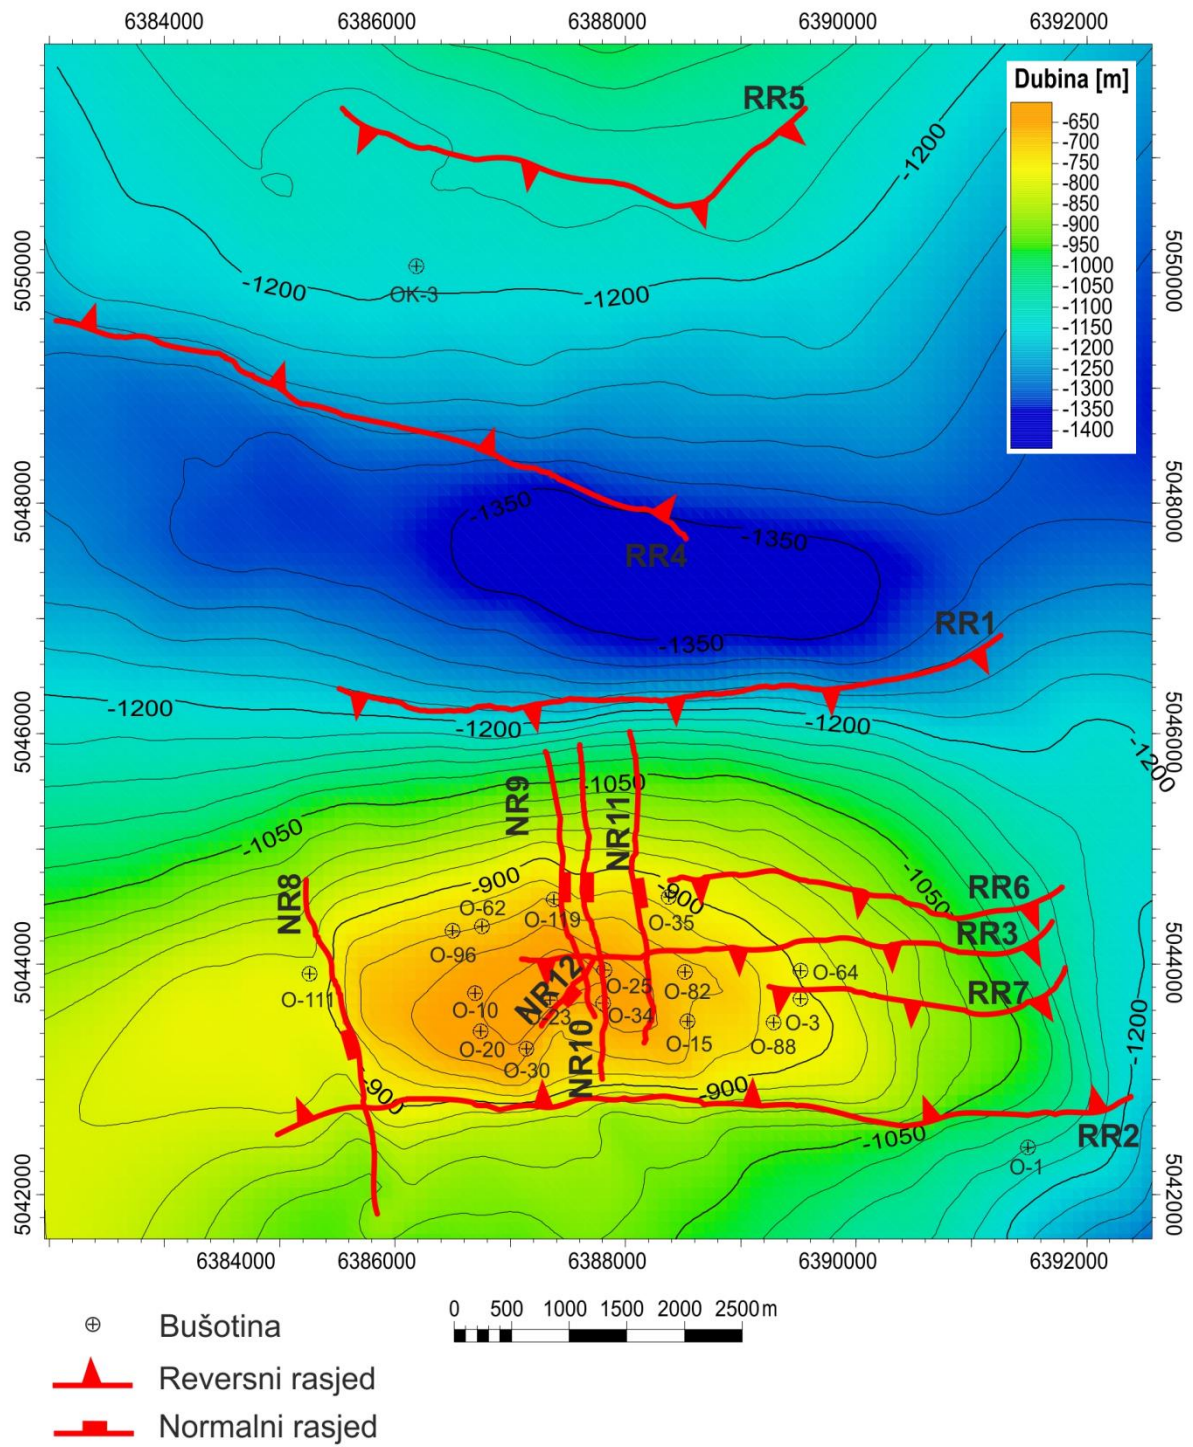 6384000 6386000 6388000 6390000 6392000
Dubina [m]
-650
-700
-750
-800
-900
-950
-1000
-1050
-1100
-1150
-1200
-1250
-1300
-1350
-1400
RR5
-1200
5050000
5050000
-1200
OK-3
-1200
5048000
5048000
-1350
-1350
RR4
-1350
RR1
-1200
-1200
-1200
-1200
5046000
5046000
NR9
-1050
NR11
-1050
-900
-900
-1050
RR6
NR8
O-62
O-119
O-35
O-96
RR3
5044000
5044000
O-111
NR12
O-25
O-82
O-64
RR7
O-10
O-23
O-34
O-3
O-20
O-15
O-88
-1200
O-30
NR10
-900
-900
-1050
RR2
O-1
5042000
5042000
6384000 6386000 6388000 6390000 6392000
0 500 1000 1500 2000 2500 m
Bušotina
Reversni rasjed
Normalni rasjed